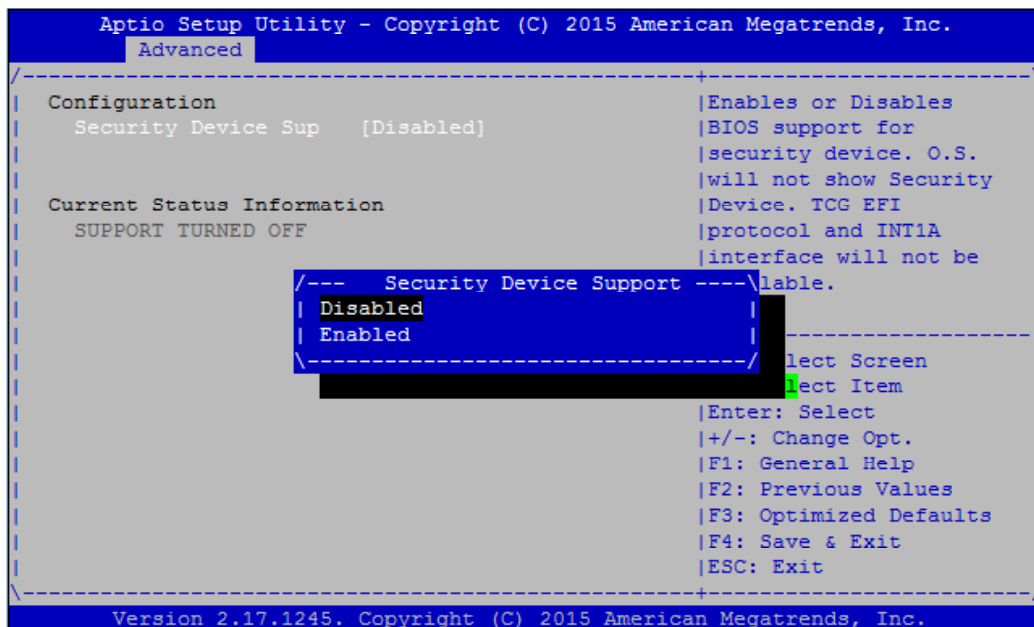 Aptio Setup Utility - Copyright (C) 2015 American Megatrends, Inc.
Advanced
Configuration
Security Device Sup [Disabled]
Current Status Information
SUPPORT TURNED OFF
Enables or Disables
BIOS support for
security device. O.S.
will not show Security
Device. TCG EFI
protocol and INT1A
interface will not be
lable.
Security Device Support
Disabled
Enabled
lect Screen
lect Item
Enter: Select
+/-: Change Opt.
F1: General Help
F2: Previous Values
F3: Optimized Defaults
F4: Save & Exit
ESC: Exit
Version 2.17.1245. Copyright (C) 2015 American Megatrends, Inc.